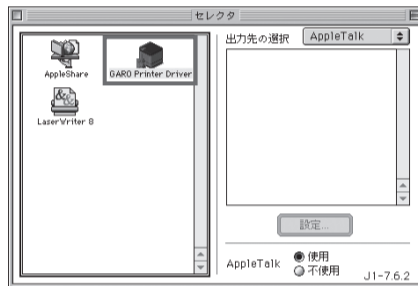 セレクタ
AppleShare
GARO Printer Driver
LaserWriter 8
出力先の選択
AppleTalk
設定...
AppleTalk
使用
不使用
J1-7.6.2